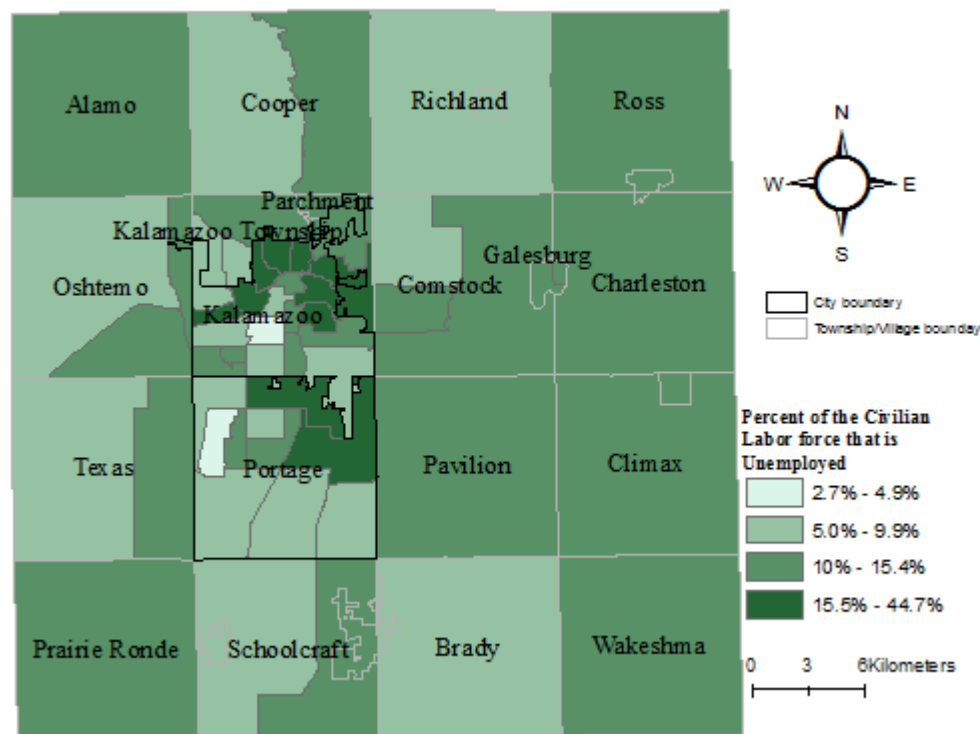 Alamo
Cooper
Richland
Ross
Parchment
Kalamazoo Township
Oshtemo
Kalamazoo
Comstock
Galesburg
Charleston
Texas
Portage
Pavilion
Climax
Prairie Ronde
Schoolcraft
Brady
Wakeshma
N
W
E
S
City boundary
Township/Village boundary
Percent of the Civilian
Labor force that is
Unemployed
2.7% - 4.9%
5.0% - 9.9%
10% - 15.4%
15.5% - 44.7%
0 3 6Kilometers